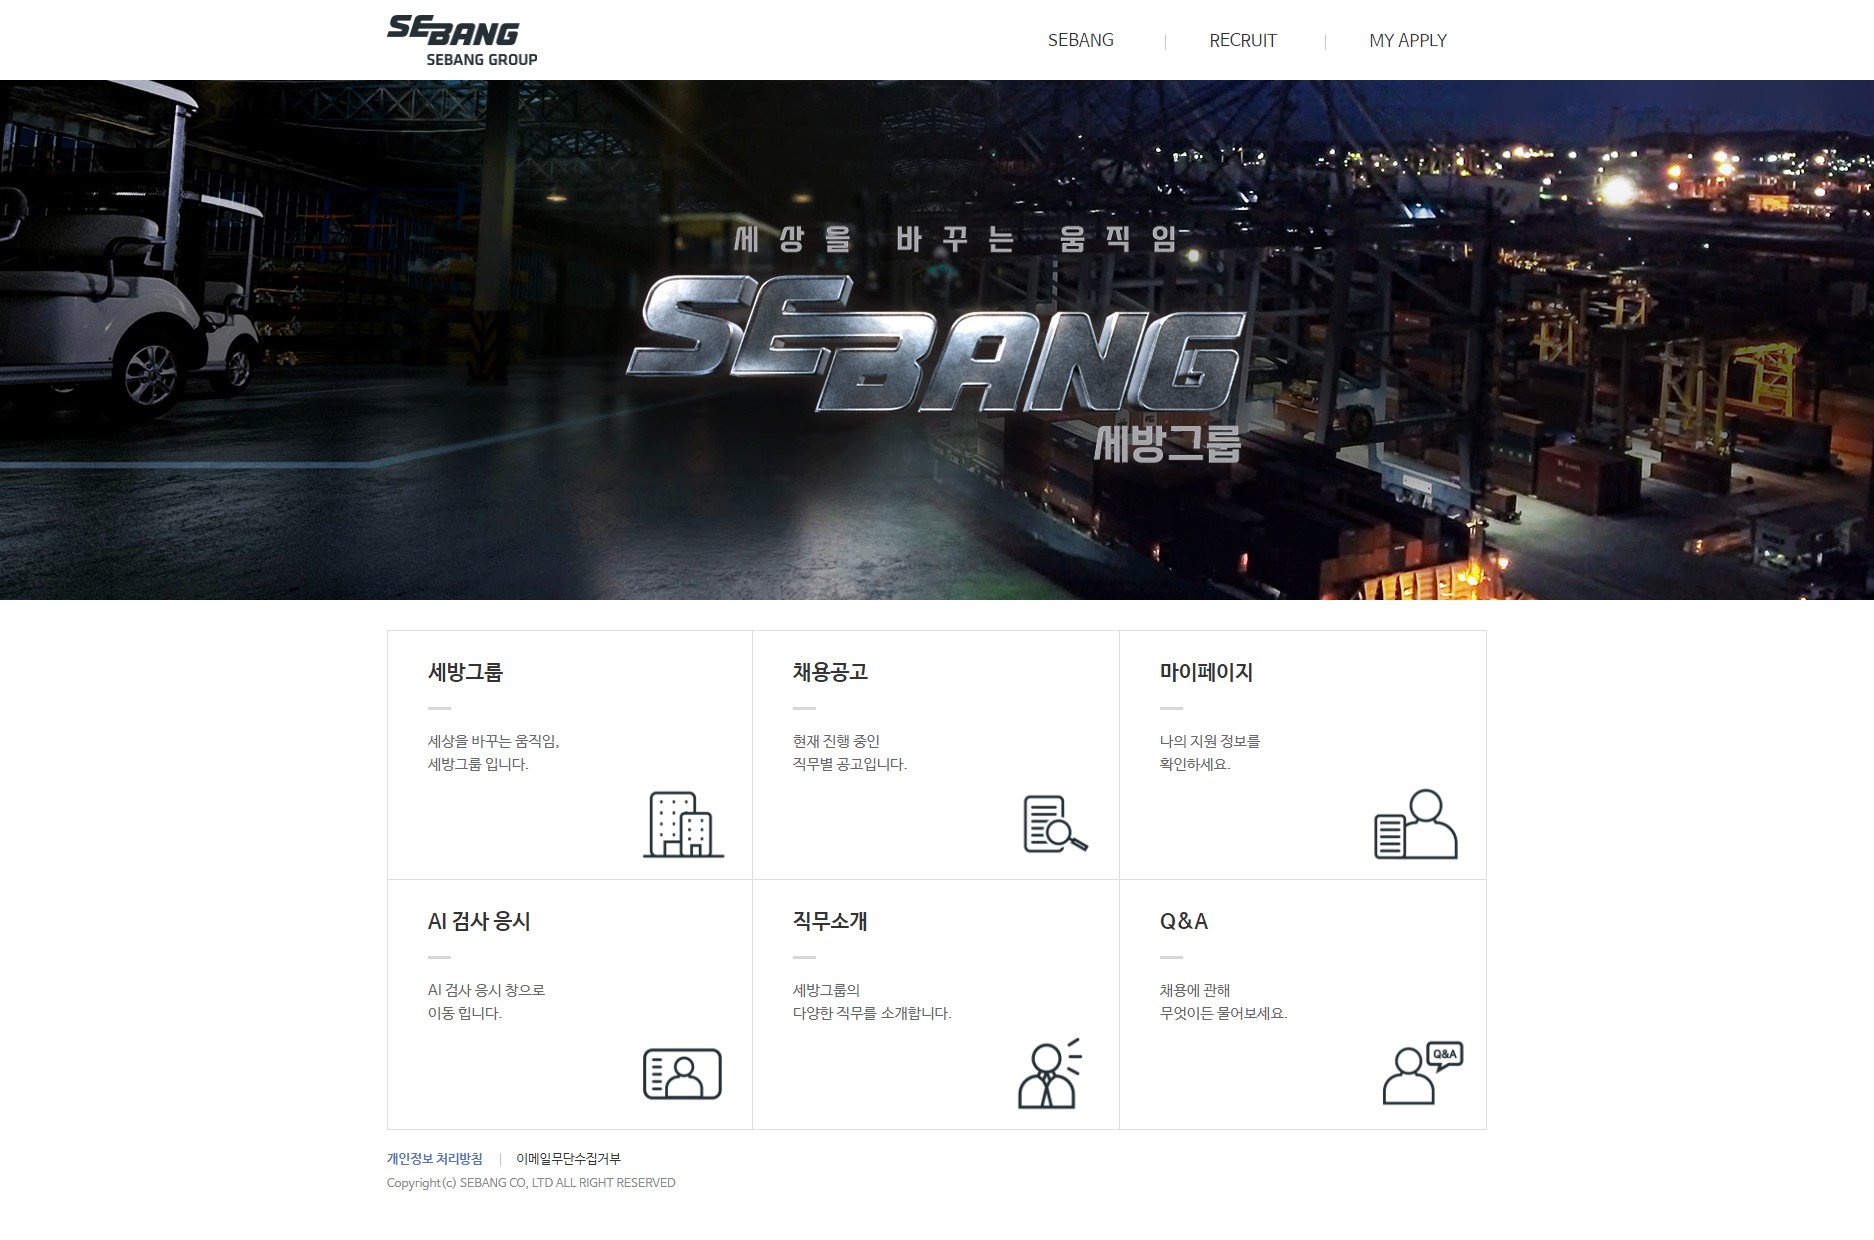 SEBANG
SEBANG GROUP
SEBANG
RECRUIT
MY APPLY
세상을 바꾸는 움직임
SEBANG
세방그룹
세방그룹
세상을 바꾸는 움직임,
세방그룹 입니다.
채용공고
현재 진행 중인
직무별 공고입니다.
마이페이지
나의 지원 정보를
확인하세요.
AI 검사 응시
AI 검사 응시 창으로
이동 힙니다.
직무소개
세방그룹의
다양한 직무를 소개합니다.
Q&A
채용에 관해
무엇이든 물어보세요.
Q&A
개인정보 처리방침
이메일무단수집거부
Copyright(c) SEBANG CO, LTD ALL RIGHT RESERVED